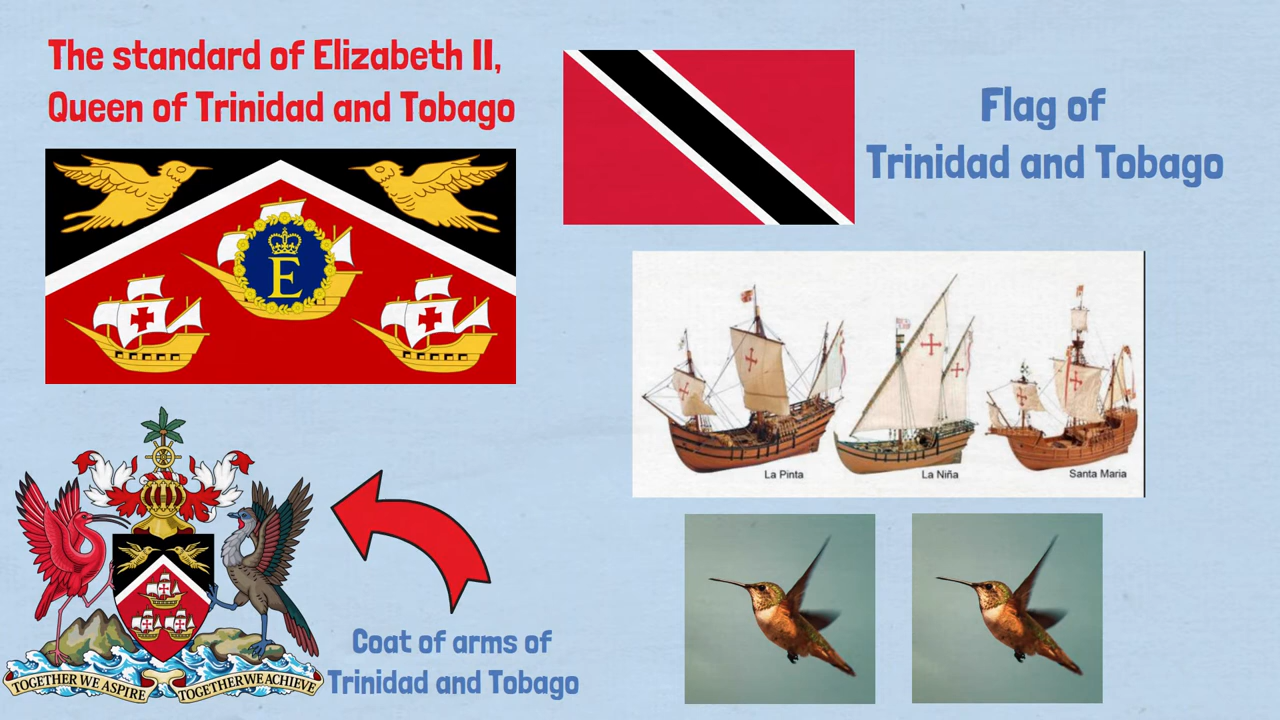 The standard of Elizabeth II,
Queen of Trinidad and Tobago
E
Flag of
Trinidad and Tobago
La Pinta
La Niña
Santa Maria
TOGETHER WE ASPIRE
TOGETHER WE ACHIEVE
Coat of arms of
Trinidad and Tobago